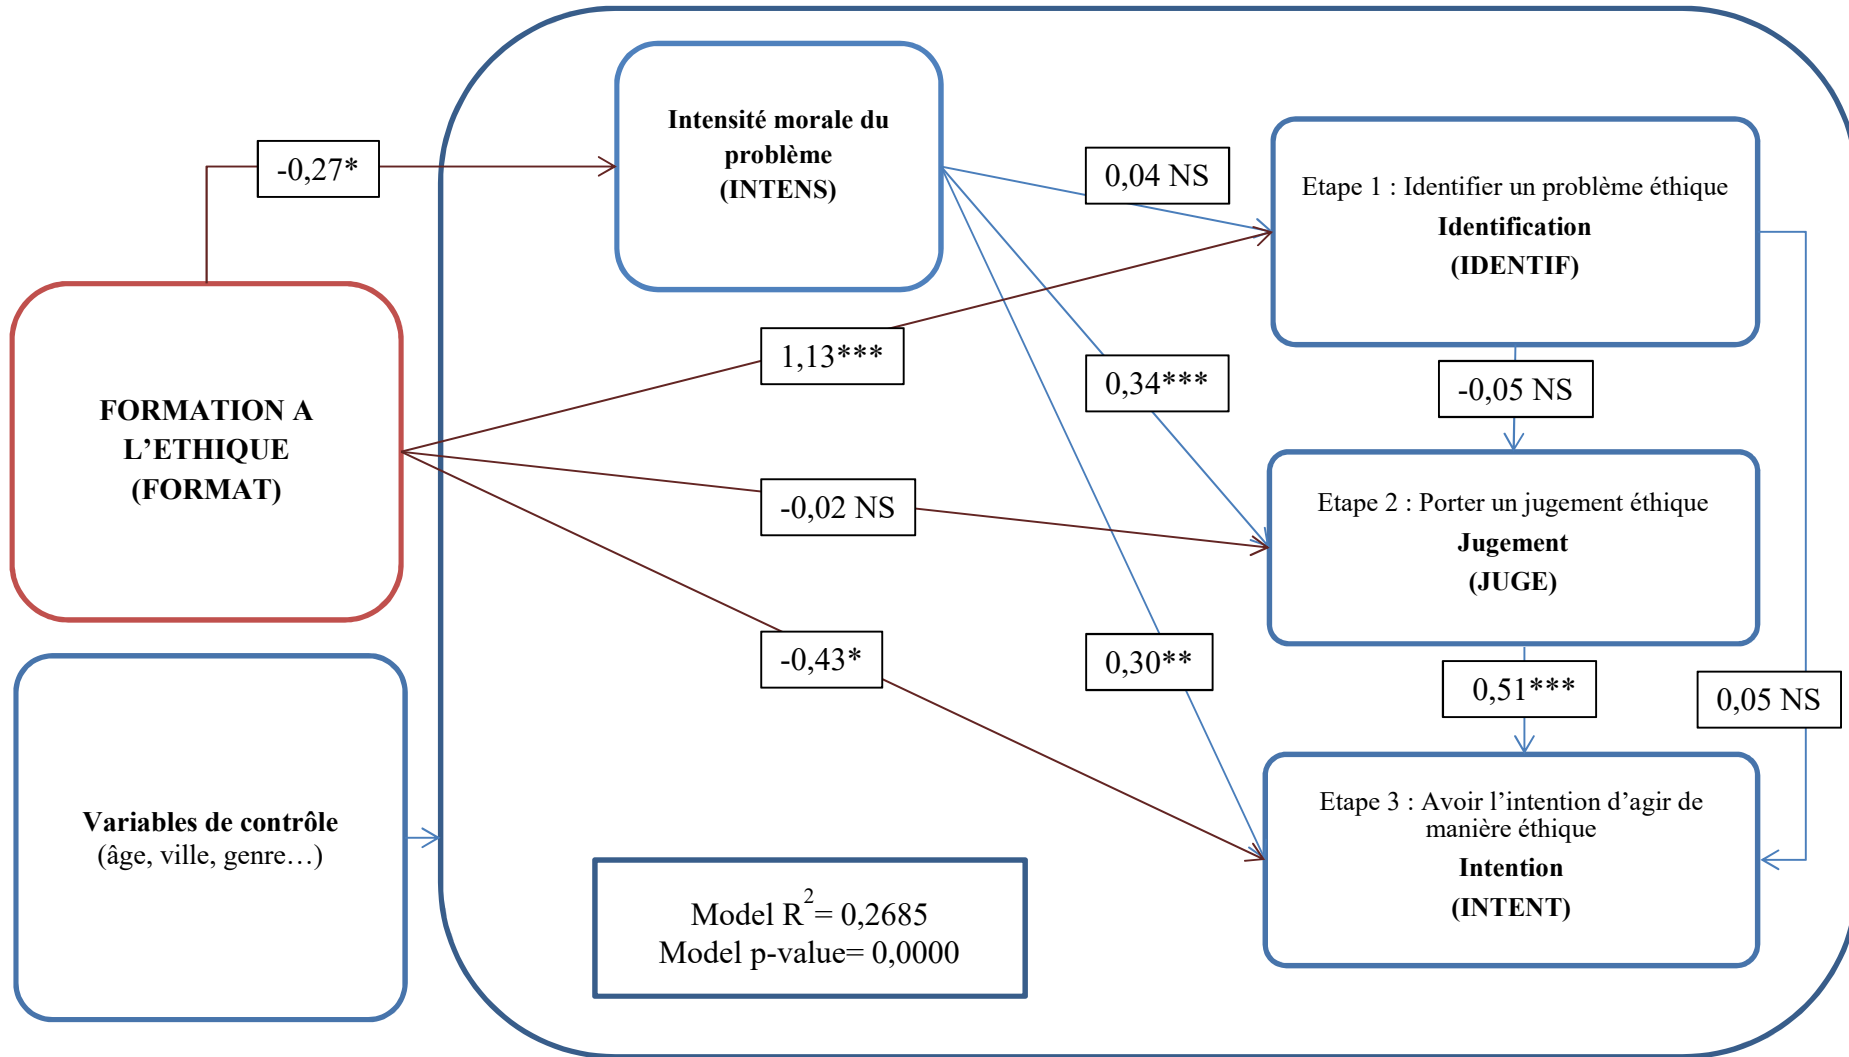 Intensité morale du
problème
(INTENS)
-0,27*
0,04 NS
Etape 1 : Identifier un problème éthique
Identification
(IDENTIF)
1,13***
0,34***
-0,05 NS
FORMATION A
L’ETHIQUE
(FORMAT)
-0,02 NS
Etape 2 : Porter un jugement éthique
Jugement
(JUGE)
-0,43*
0,30**
0,51***
0,05 NS
Variables de contrôle
(âge, ville, genre…)
Etape 3 : Avoir l’intention d’agir de
manière éthique
Intention
(INTENT)
Model R²= 0,2685
Model p-value= 0,0000